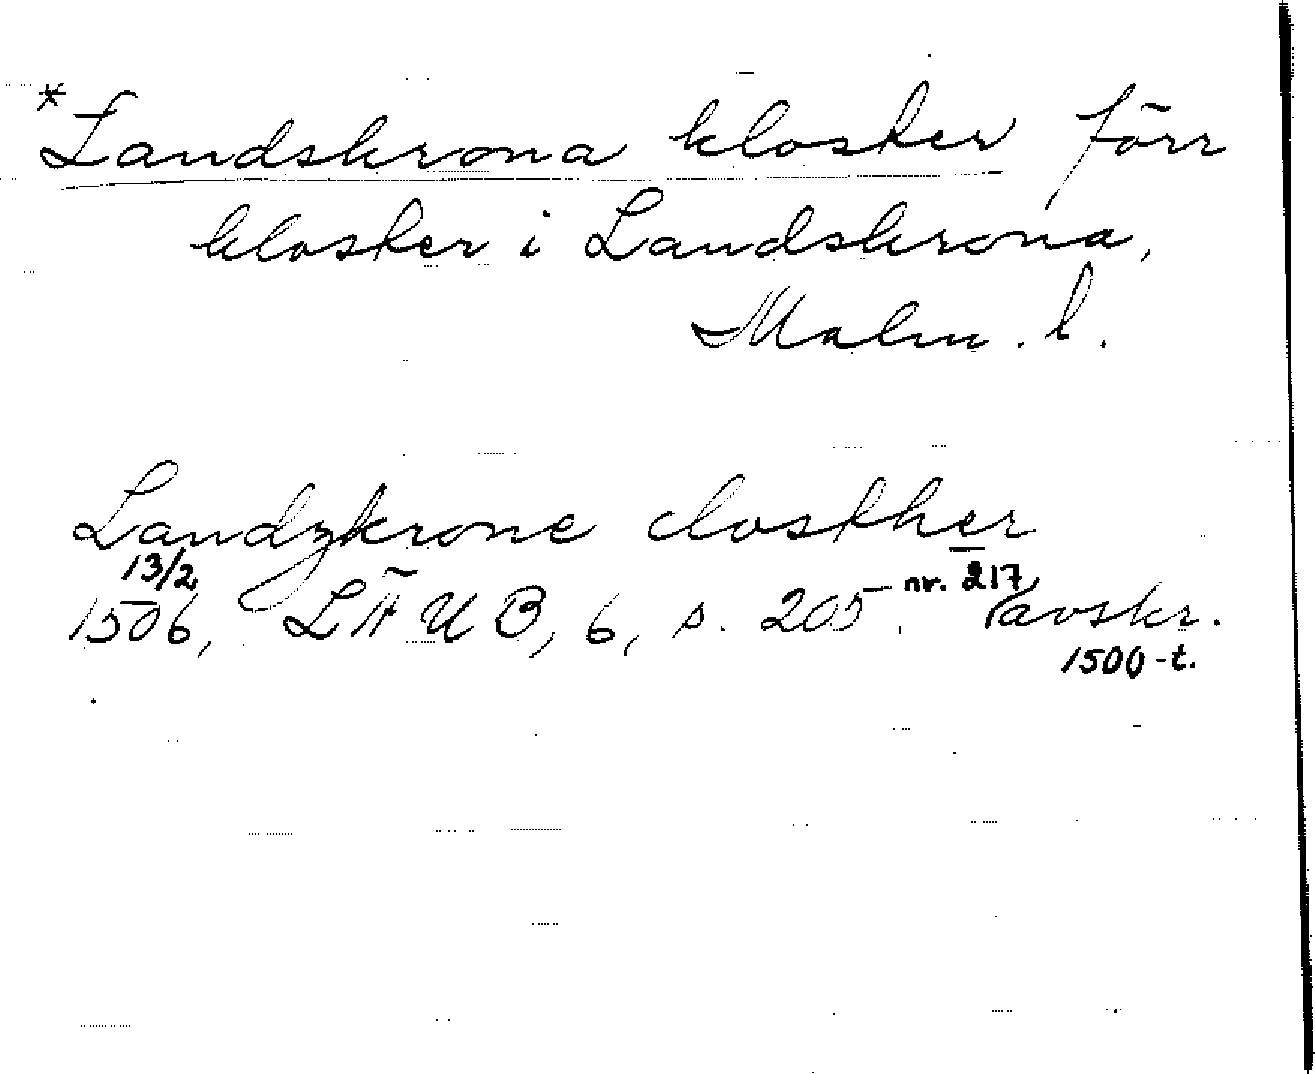 *Landskrona kloster förr
kloster i Landskrona,
Malm. l.
Landzkrone closther
13/2 nr. 217
1506, LÄUB, 6, s. 205. avskr.
1500-t.